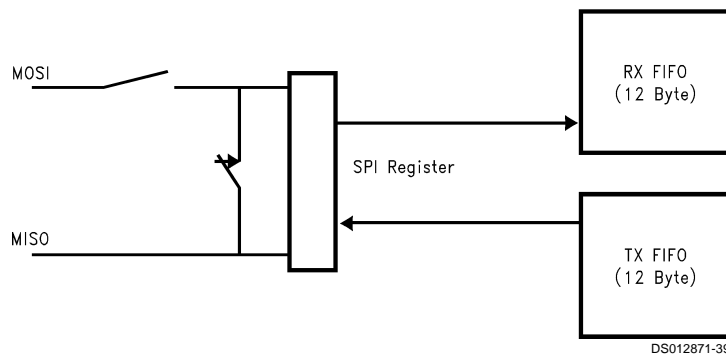 MOSI
RX FIFO
(12 Byte)
SPI Register
MISO
TX FIFO
(12 Byte)
DS012871-39